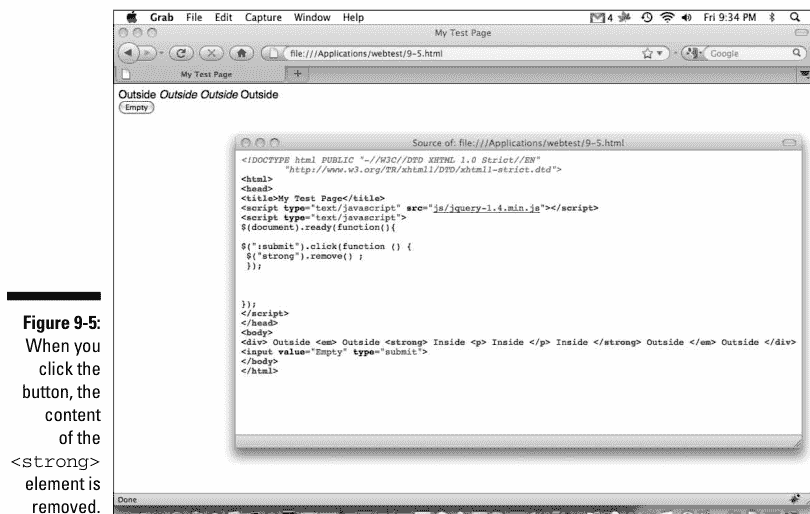 Grab File Edit Capture Window Help 4 Fri 9:34 PM
My Test Page
file:///Applications/webtest/9-5.html Google
My Test Page +
Outside Outside Outside Outside
Empty
Source of: file:///Applications/webtest/9-5.html
<!DOCTYPE html PUBLIC "-//W3C//DTD XHTML 1.0 Strict//EN"
"http://www.w3.org/TR/xhtml1/DTD/xhtml1-strict.dtd">
<html>
<head>
<title>My Test Page</title>
<script type="text/javascript" src="js/jquery-1.4.min.js"></script>
<script type="text/javascript">
$(document).ready(function(){
$(":submit").click(function () {
$("strong").remove() ;
});
});
</script>
</head>
<body>
<div> Outside <em> Outside <strong> Inside <p> Inside </p> Inside </strong> Outside </em> Outside </div>
<input value="Empty" type="submit">
</body>
</html>
Figure 9-5:
When you
click the
button, the
content
of the
<strong>
element is
removed.
Done